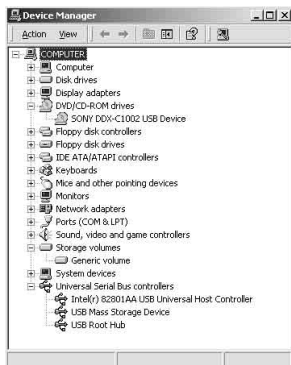 Device Manager
Action View
COMPUTER
Computer
Disk drives
Display adapters
DVD/CD-ROM drives
SONY DDX-C1002 USB Device
Floppy disk controllers
Floppy disk drives
IDE ATA/ATAPI controllers
Keyboards
Mice and other pointing devices
Monitors
Network adapters
Ports (COM & LPT)
Sound, video and game controllers
Storage volumes
Generic volume
System devices
Universal Serial Bus controllers
Intel(r) 82801AA USB Universal Host Controller
USB Mass Storage Device
USB Root Hub